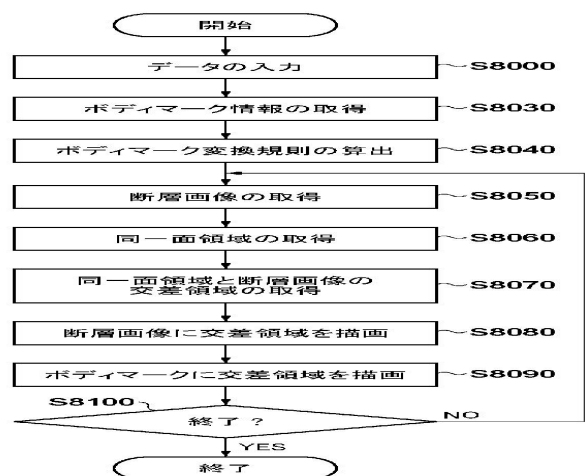 開始
データの入力 S8000
ボディマーク情報の取得 S8030
ボディマーク変換規則の算出 S8040
断層画像の取得 S8050
同一面領域の取得 S8060
同一面領域と断層画像の
交差領域の取得 S8070
断層画像に交差領域を描画 S8080
ボディマークに交差領域を描画 S8090
S8100
終了？ NO
YES
終了